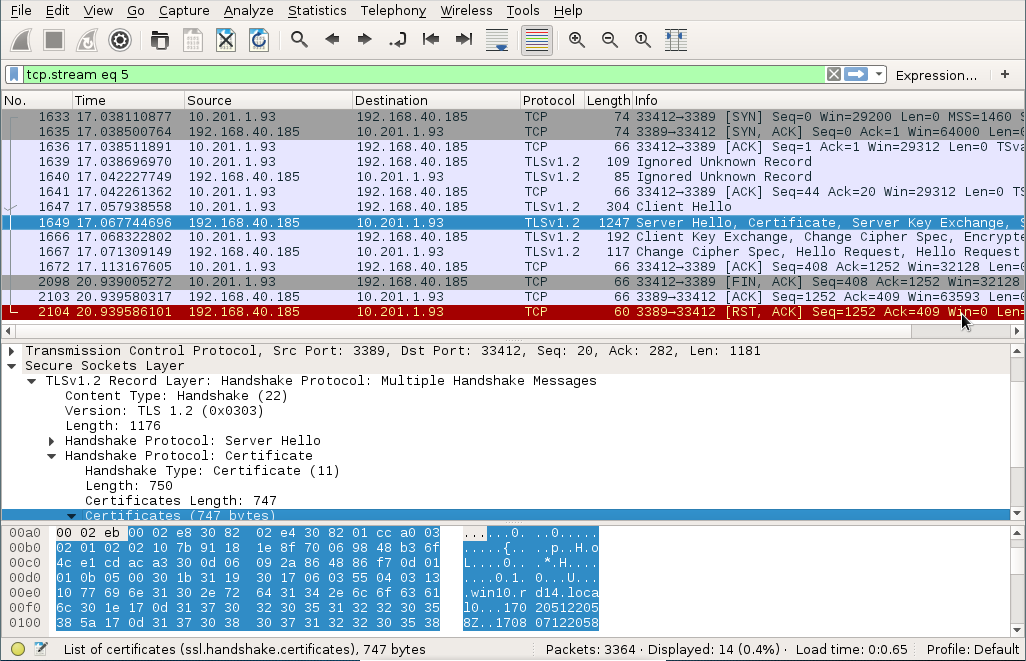 File Edit View Go Capture Analyze Statistics Telephony Wireless Tools Help
tcp.stream eq 5 Expression... +
No. Time Source Destination Protocol Length Info
1633 17.038110877 10.201.1.93 192.168.40.185 TCP 74 33412→3389 [SYN] Seq=0 Win=29200 Len=0 MSS=1460 S
1635 17.038500764 192.168.40.185 10.201.1.93 TCP 74 3389→33412 [SYN, ACK] Seq=0 Ack=1 Win=64000 Len=
1636 17.038511891 10.201.1.93 192.168.40.185 TCP 66 33412→3389 [ACK] Seq=1 Ack=1 Win=29312 Len=0 TSva
1639 17.038696970 10.201.1.93 192.168.40.185 TLSv1.2 109 Ignored Unknown Record
1640 17.042227749 192.168.40.185 10.201.1.93 TLSv1.2 85 Ignored Unknown Record
1641 17.042261362 10.201.1.93 192.168.40.185 TCP 66 33412→3389 [ACK] Seq=44 Ack=20 Win=29312 Len=0 TS
1647 17.057938558 10.201.1.93 192.168.40.185 TLSv1.2 304 Client Hello
1649 17.067744696 192.168.40.185 10.201.1.93 TLSv1.2 1247 Server Hello, Certificate, Server Key Exchange, S
1666 17.068322802 10.201.1.93 192.168.40.185 TLSv1.2 192 Client Key Exchange, Change Cipher Spec, Encrypte
1667 17.071309149 192.168.40.185 10.201.1.93 TLSv1.2 117 Change Cipher Spec, Hello Request, Hello Request
1672 17.113167605 10.201.1.93 192.168.40.185 TCP 66 33412→3389 [ACK] Seq=408 Ack=1252 Win=32128 Len=0
2098 20.939005272 10.201.1.93 192.168.40.185 TCP 66 33412→3389 [FIN, ACK] Seq=408 Ack=1252 Win=32128
2103 20.939580317 192.168.40.185 10.201.1.93 TCP 66 3389→33412 [ACK] Seq=1252 Ack=409 Win=63593 Len=0
2104 20.939586101 192.168.40.185 10.201.1.93 TCP 60 3389→33412 [RST, ACK] Seq=1252 Ack=409 Win=0 Len=
Transmission Control Protocol, Src Port: 3389, Dst Port: 33412, Seq: 20, Ack: 282, Len: 1181
Secure Sockets Layer
TLSv1.2 Record Layer: Handshake Protocol: Multiple Handshake Messages
Content Type: Handshake (22)
Version: TLS 1.2 (0x0303)
Length: 1176
Handshake Protocol: Server Hello
Handshake Protocol: Certificate
Handshake Type: Certificate (11)
Length: 750
Certificates Length: 747
Certificates (747 bytes)
00a0 00 02 eb 00 02 e8 30 82 02 e4 30 82 01 cc a0 03 ......0. ..0.....
00b0 02 01 02 02 10 7b 91 18 1e 8f 70 06 98 48 b3 6f .....{.. ..p..H.o
00c0 4c e1 cd ac a3 30 0d 06 09 2a 86 48 86 f7 0d 01 L....0.. .*.H....
00d0 01 0b 05 00 30 1b 31 19 30 17 06 03 55 04 03 13 ....0.1. 0...U...
00e0 10 77 69 6e 31 30 2e 72 64 31 34 2e 6c 6f 63 61 .win10.r d14.loca
00f0 6c 30 1e 17 0d 31 37 30 32 30 35 31 32 32 30 35 l0...170 20512205
0100 38 5a 17 0d 31 37 30 38 30 37 31 32 32 30 35 38 8Z..1708 07122058
List of certificates (ssl.handshake.certificates), 747 bytes Packets: 3364 · Displayed: 14 (0.4%) · Load time: 0:0.65 Profile: Default